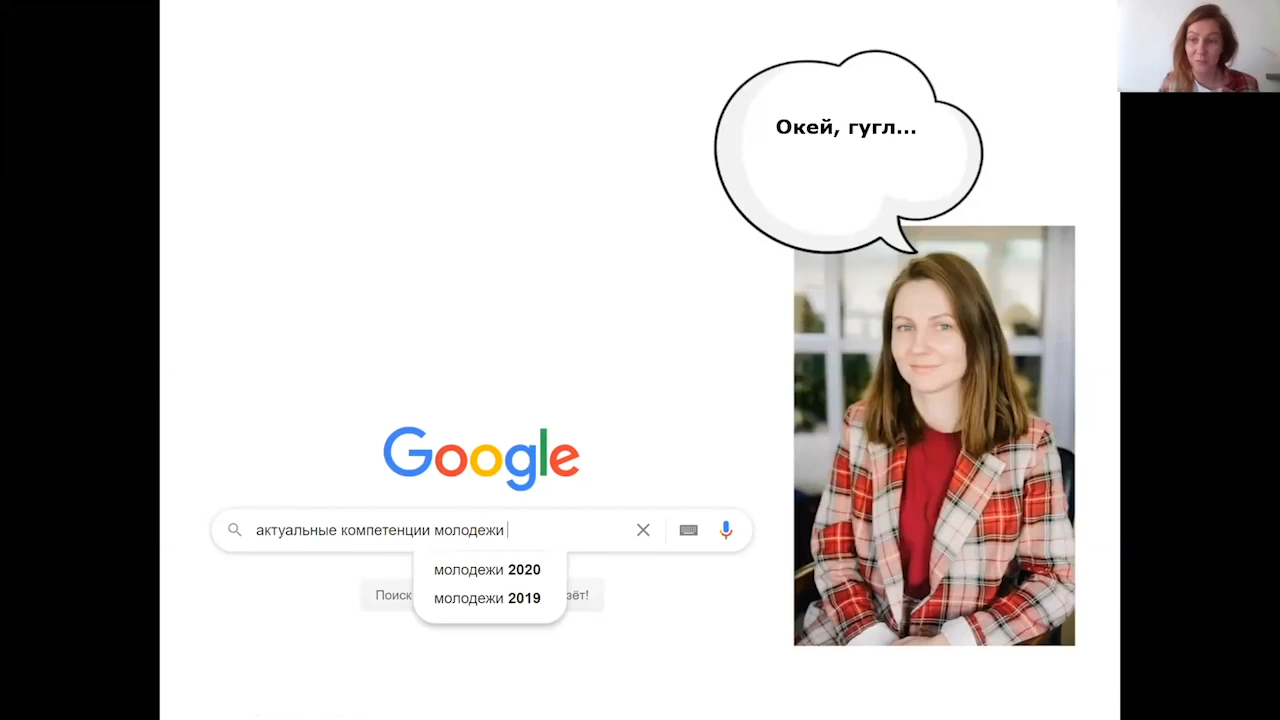 Окей, гугл...
Google
актуальные компетенции молодежи
молодежи 2020
Поиск
зёт!
молодежи 2019